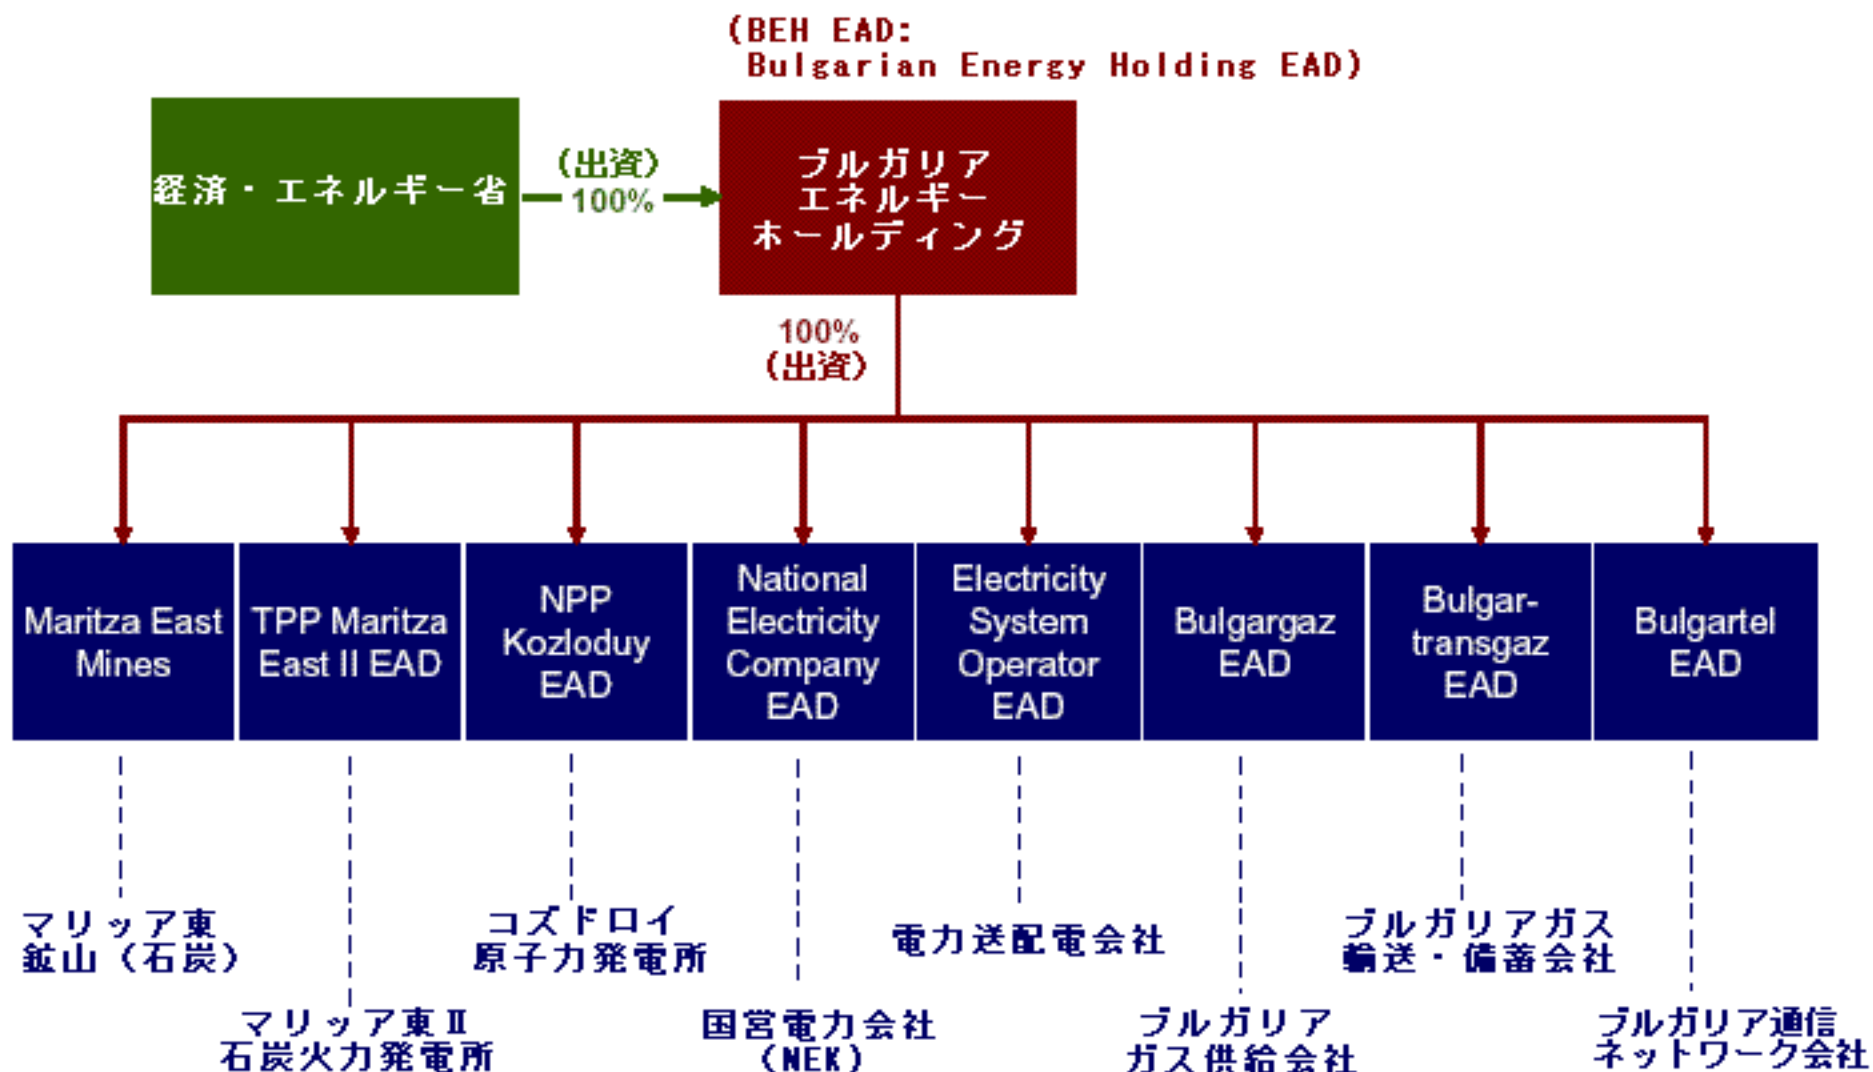 (BEH EAD:
Bulgarian Energy Holding EAD)
経済・エネルギー省
(出資)
100%
ブルガリア
エネルギー
ホールディング
100%
(出資)
Maritza East
Mines
TPP Maritza
East II EAD
NPP
Kozloduy
EAD
National
Electricity
Company
EAD
Electricity
System
Operator
EAD
Bulgargaz
EAD
Bulgar-
transgaz
EAD
Bulgartel
EAD
マリッア東
鉱山（石炭）
マリッア東Ⅱ
石炭火力発電所
コズドロイ
原子力発電所
国営電力会社
(NEK)
電力送配電会社
ブルガリア
ガス供給会社
ブルガリアガス
輸送・備蓄会社
ブルガリア通信
ネットワーク会社